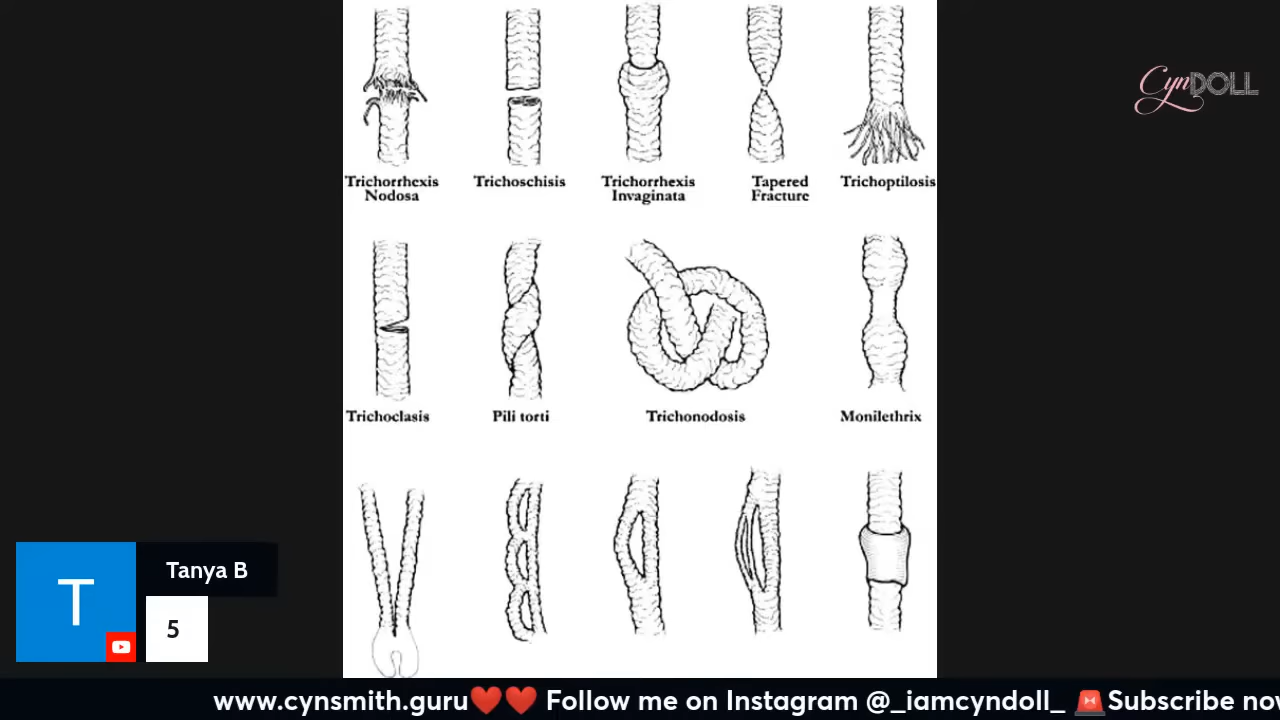 CynDOLL
Trichorrhexis
Nodosa
Trichoschisis
Trichorrhexis
Invaginata
Tapered
Fracture
Trichoptilosis
Trichoclasis
Pili torti
Trichonodosis
Monilethrix
T
Tanya B
5
www.cynsmith.guru❤️❤️ Follow me on Instagram @_iamcyndoll_ 🚨Subscribe now